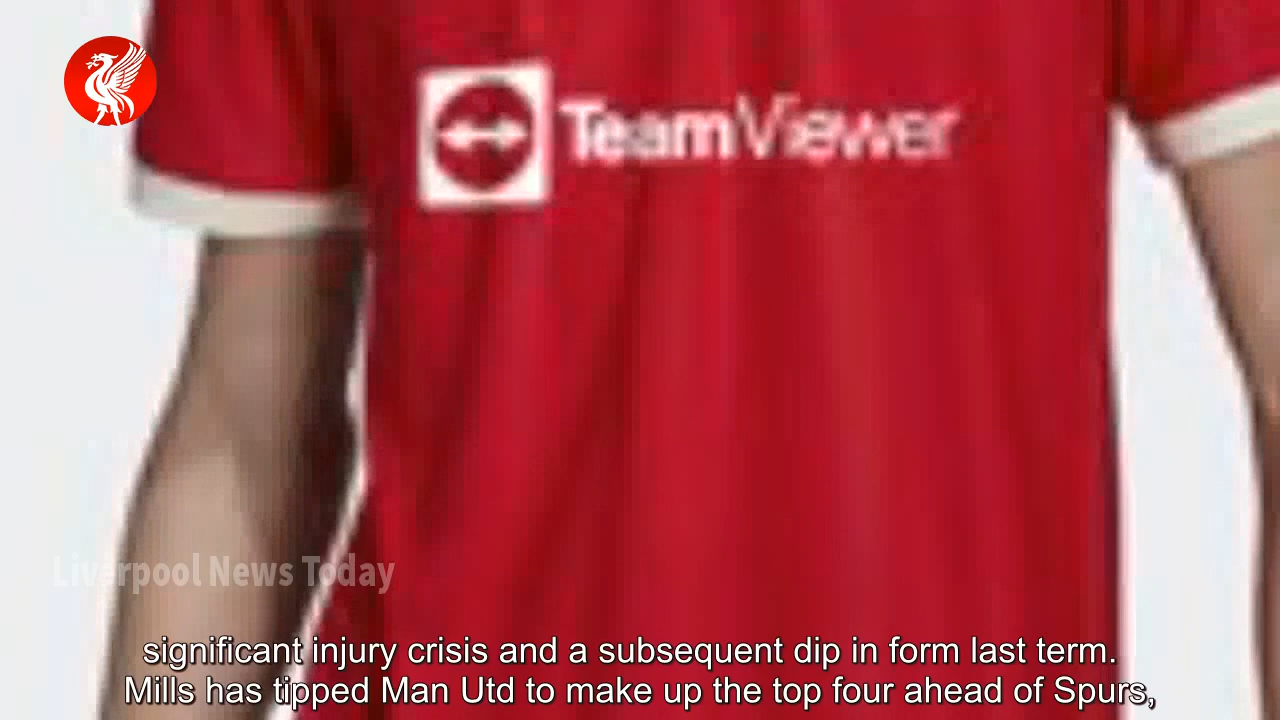 TeamViewer
Liverpool News Today
significant injury crisis and a subsequent dip in form last term.
Mills has tipped Man Utd to make up the top four ahead of Spurs,